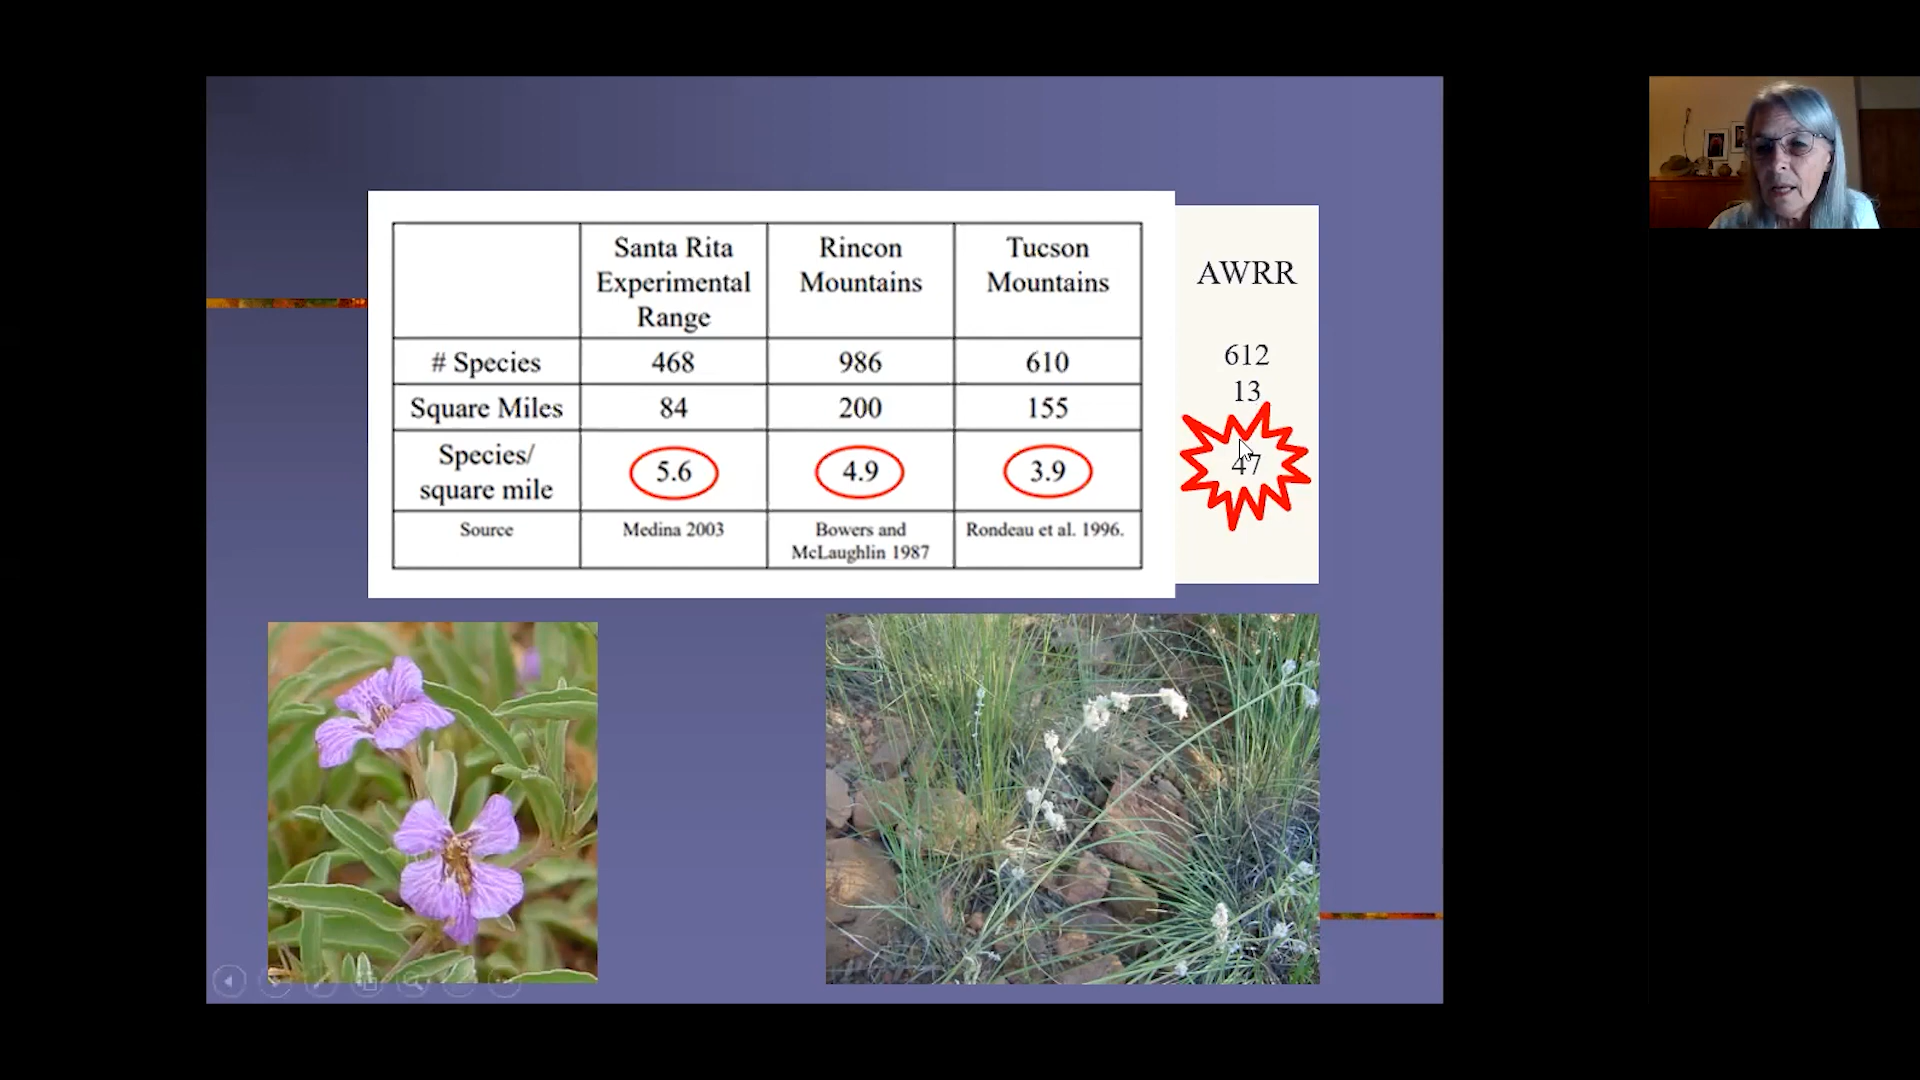 Santa Rita
Experimental
Range
Rincon
Mountains
Tucson
Mountains
AWRR
# Species
468
986
610
612
Square Miles
84
200
155
13
Species/
square mile
5.6
4.9
3.9
47
Source
Medina 2003
Bowers and
McLaughlin 1987
Rondeau et al. 1996.